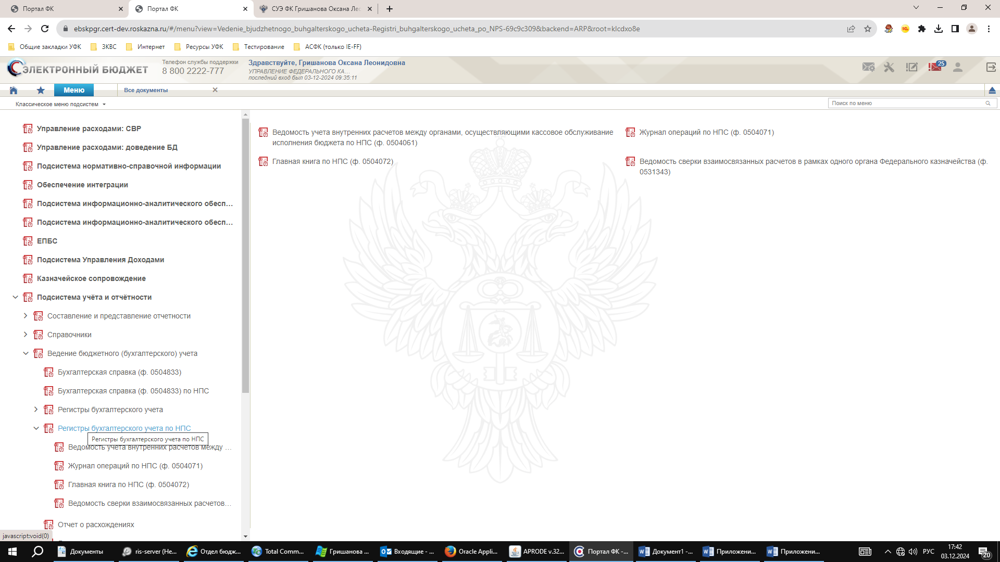 Портал ФК
Портал ФК
СУЭ ФК Гришанова Оксана Лео
ebskpgr.cert-dev.roskazna.ru/#/menu?view=Vedenie_bjudzhetnogo_buhgalterskogo_ucheta-Registri_buhgalterskogo_ucheta_po_NPS-69c9c309&backend=ARP&root=klcdxo8e
Общие закладки УФК
ЗКВС
Интернет
Ресурсы УФК
Тестирование
АСФК (только IE-FF)
ЭЛЕКТРОННЫЙ БЮДЖЕТ
Телефон службы поддержки
8 800 2222-777
Здравствуйте, Гришанова Оксана Леонидовна
УПРАВЛЕНИЕ ФЕДЕРАЛЬНОГО КА...
последний вход был 03-12-2024 09:35:11
25
Меню
Все документы
Классическое меню подсистем
Поиск по меню
Управление расходами: СВР
Управление расходами: доведение БД
Подсистема нормативно-справочной информации
Обеспечение интеграции
Подсистема информационно-аналитического обесп...
Подсистема информационно-аналитического обесп...
ЕПБС
Подсистема Управления Доходами
Казначейское сопровождение
Подсистема учёта и отчётности
Составление и представление отчетности
Справочники
Ведение бюджетного (бухгалтерского) учета
Бухгалтерская справка (ф. 0504833)
Бухгалтерская справка (ф. 0504833) по НПС
Регистры бухгалтерского учета
Регистры бухгалтерского учета по НПС
Регистры бухгалтерского учета по НПС
Ведомость учета внутренних расчетов между ...
Журнал операций по НПС (ф. 0504071)
Главная книга по НПС (ф. 0504072)
Ведомость сверки взаимосвязанных расчетов...
Отчет о расхождениях
Ведомость учета внутренних расчетов между органами, осуществляющими кассовое обслуживание
исполнения бюджета по НПС (ф. 0504061)
Журнал операций по НПС (ф. 0504071)
Главная книга по НПС (ф. 0504072)
Ведомость сверки взаимосвязанных расчетов в рамках одного органа Федерального казначейства (ф.
0531343)
javascript:void(0)
Документы
ris-server (Не...
Отдел бюдж...
Total Comm...
Гришанова ...
Входящие - ...
Oracle Appli...
APRODE v.32...
Портал ФК -...
Документ1 -...
Приложени...
Приложени...
РУС
17:42
03.12.2024
20